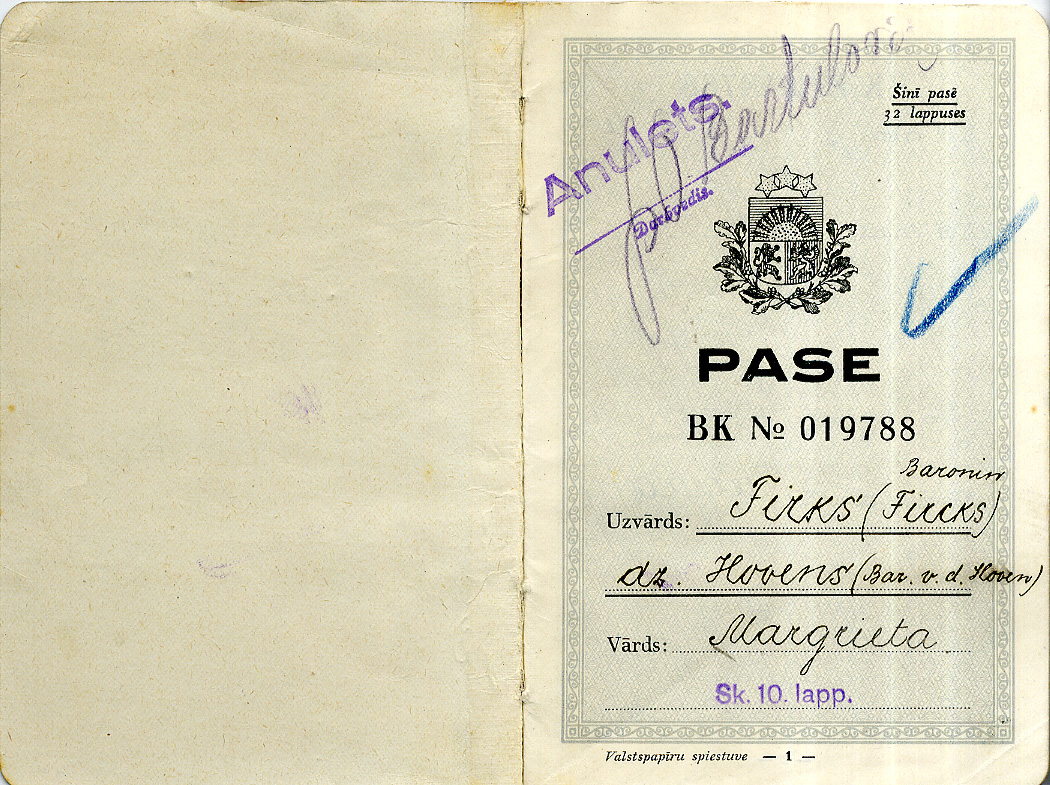 Šinī pasē
32 lappuses
Anulēts.
Darbvedis.
PASE
BK № 019788
Baronin
Uzvārds: Firks (Fircks)
dz. Hovens (Bar. v. d. Hoven)
Vārds: Margrieta
Sk. 10. lapp.
Valstspapīru spiestuve — 1 —